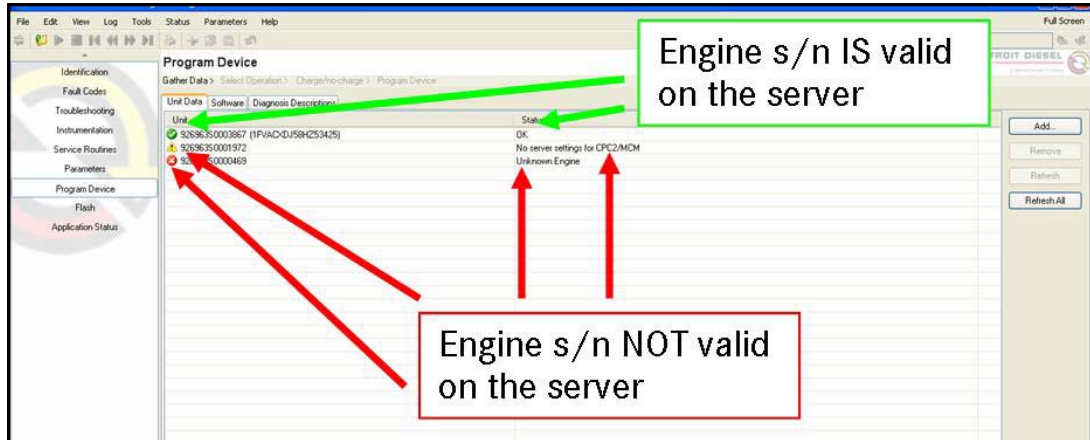 File Edit View Log Tools Status Parameters Help
Full Screen
Engine s/n IS valid
on the server
Program Device
Gather Data > Select Operation > Charge/no-charge > Program Device
Unit Data Software Diagnosis Descriptions
Identification
Fault Codes
Troubleshooting
Instrumentation
Service Routines
Parameters
Program Device
Flash
Application Status
Unit Status
926963S0003867 OK
926963S0001972 No server settings for CPC2/MCM
926963S0000469 Unknown Engine
Add...
Remove
Refresh
Refresh All
DIESEL
Engine s/n NOT valid
on the server